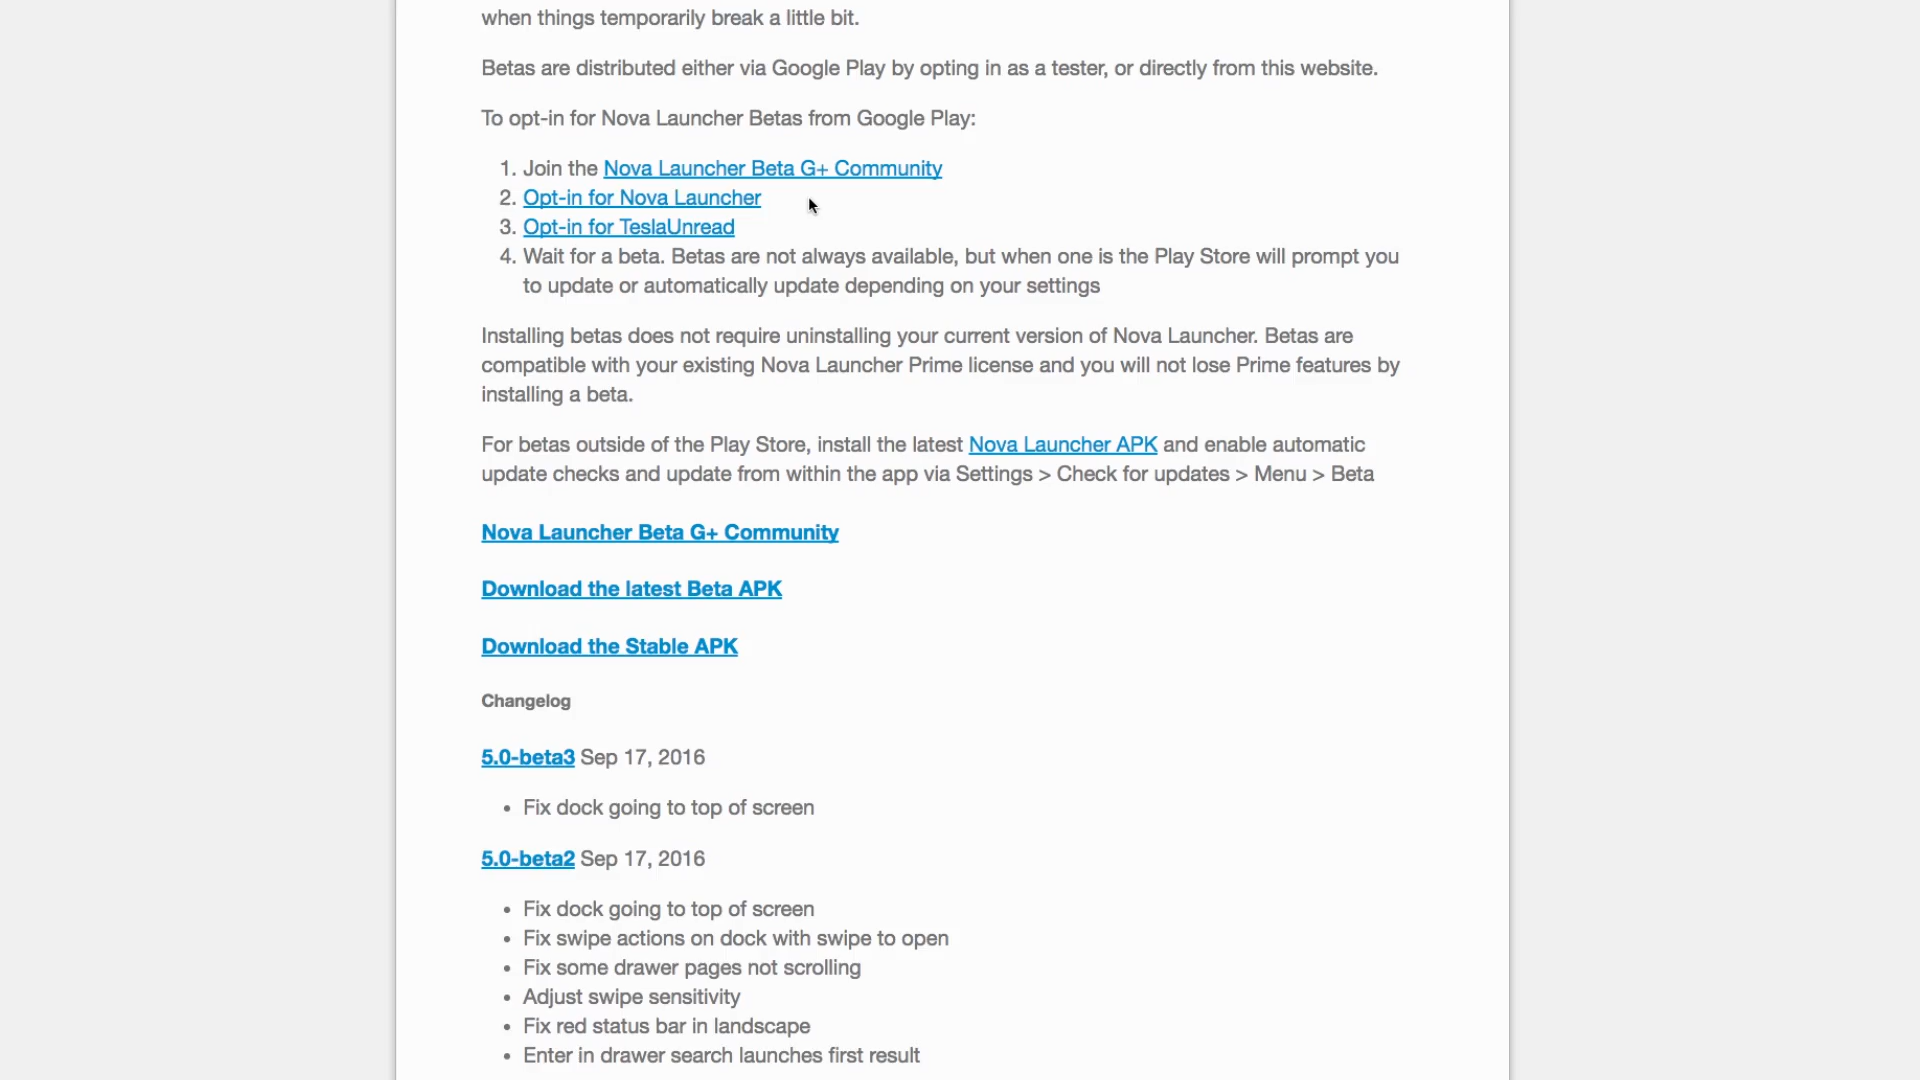 when things temporarily break a little bit.
Betas are distributed either via Google Play by opting in as a tester, or directly from this website.
To opt-in for Nova Launcher Betas from Google Play:
1. Join the Nova Launcher Beta G+ Community
2. Opt-in for Nova Launcher
3. Opt-in for TeslaUnread
4. Wait for a beta. Betas are not always available, but when one is the Play Store will prompt you
to update or automatically update depending on your settings
Installing betas does not require uninstalling your current version of Nova Launcher. Betas are
compatible with your existing Nova Launcher Prime license and you will not lose Prime features by
installing a beta.
For betas outside of the Play Store, install the latest Nova Launcher APK and enable automatic
update checks and update from within the app via Settings > Check for updates > Menu > Beta
Nova Launcher Beta G+ Community
Download the latest Beta APK
Download the Stable APK
Changelog
5.0-beta3 Sep 17, 2016
• Fix dock going to top of screen
5.0-beta2 Sep 17, 2016
• Fix dock going to top of screen
• Fix swipe actions on dock with swipe to open
• Fix some drawer pages not scrolling
• Adjust swipe sensitivity
• Fix red status bar in landscape
• Enter in drawer search launches first result